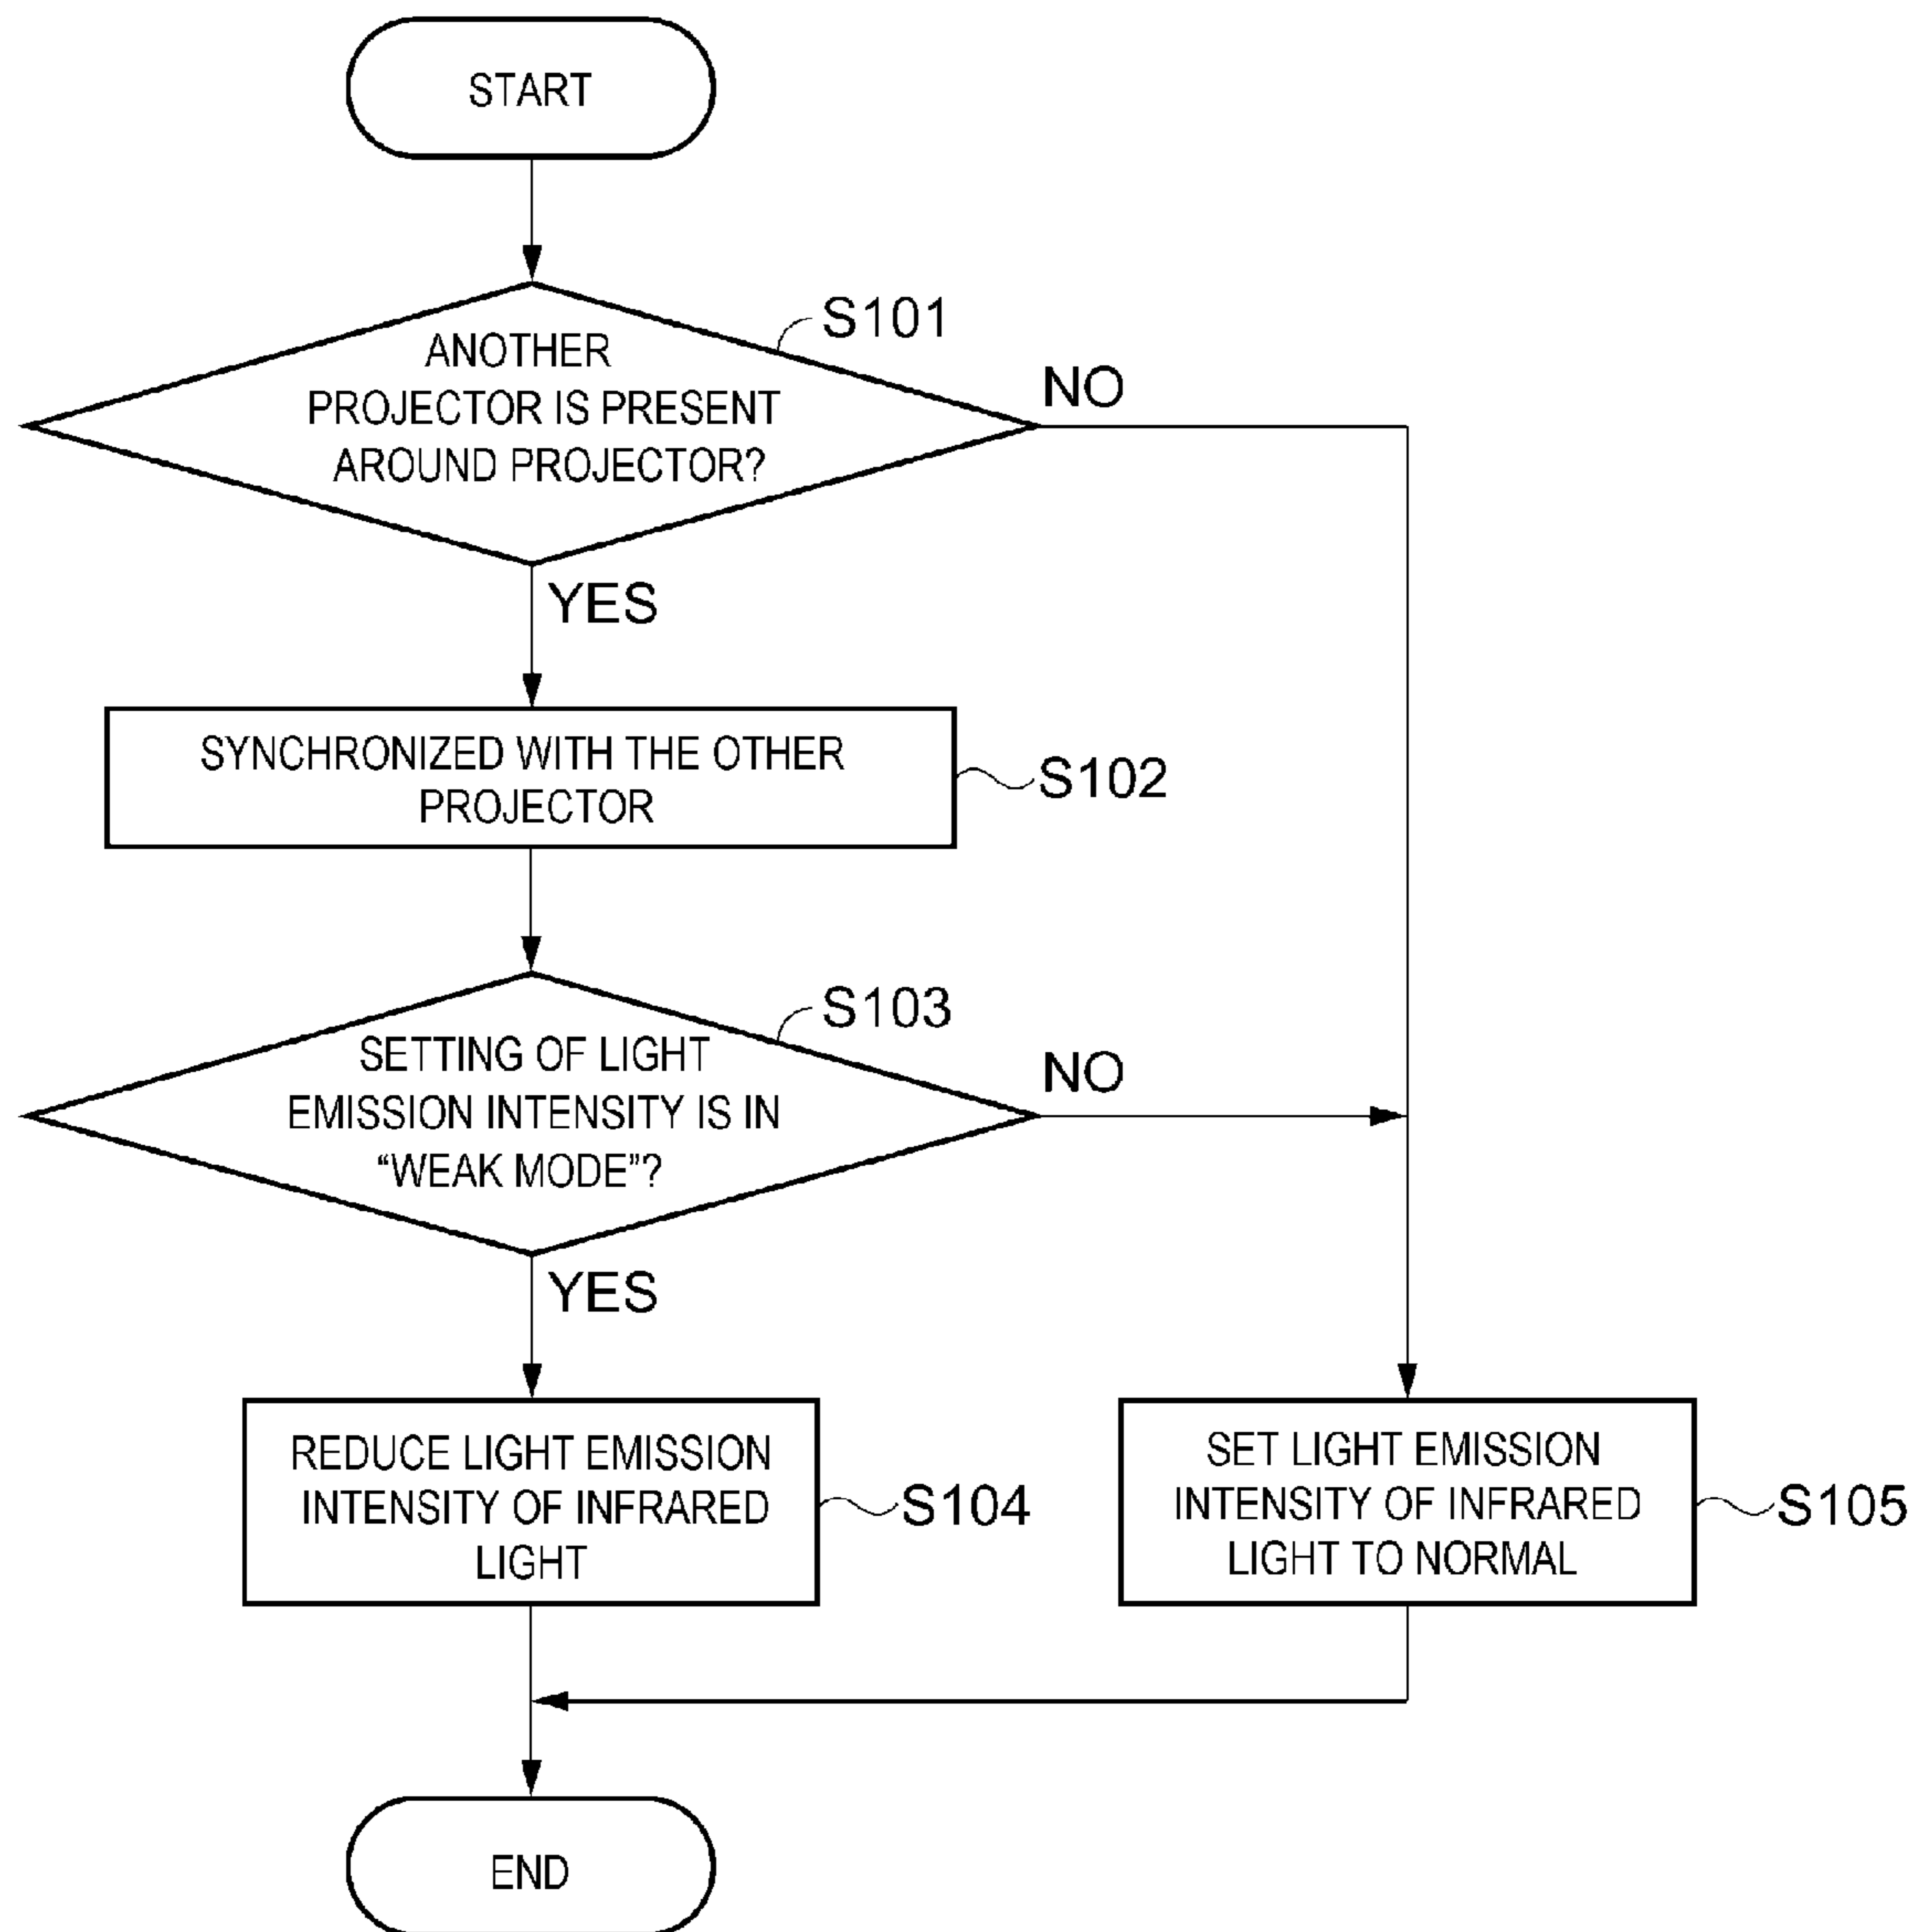 START
S101
ANOTHER
PROJECTOR IS PRESENT
AROUND PROJECTOR?
NO
YES
SYNCHRONIZED WITH THE OTHER
PROJECTOR
S102
S103
SETTING OF LIGHT
EMISSION INTENSITY IS IN
“WEAK MODE”?
NO
YES
REDUCE LIGHT EMISSION
INTENSITY OF INFRARED
LIGHT
S104
SET LIGHT EMISSION
INTENSITY OF INFRARED
LIGHT TO NORMAL
S105
END